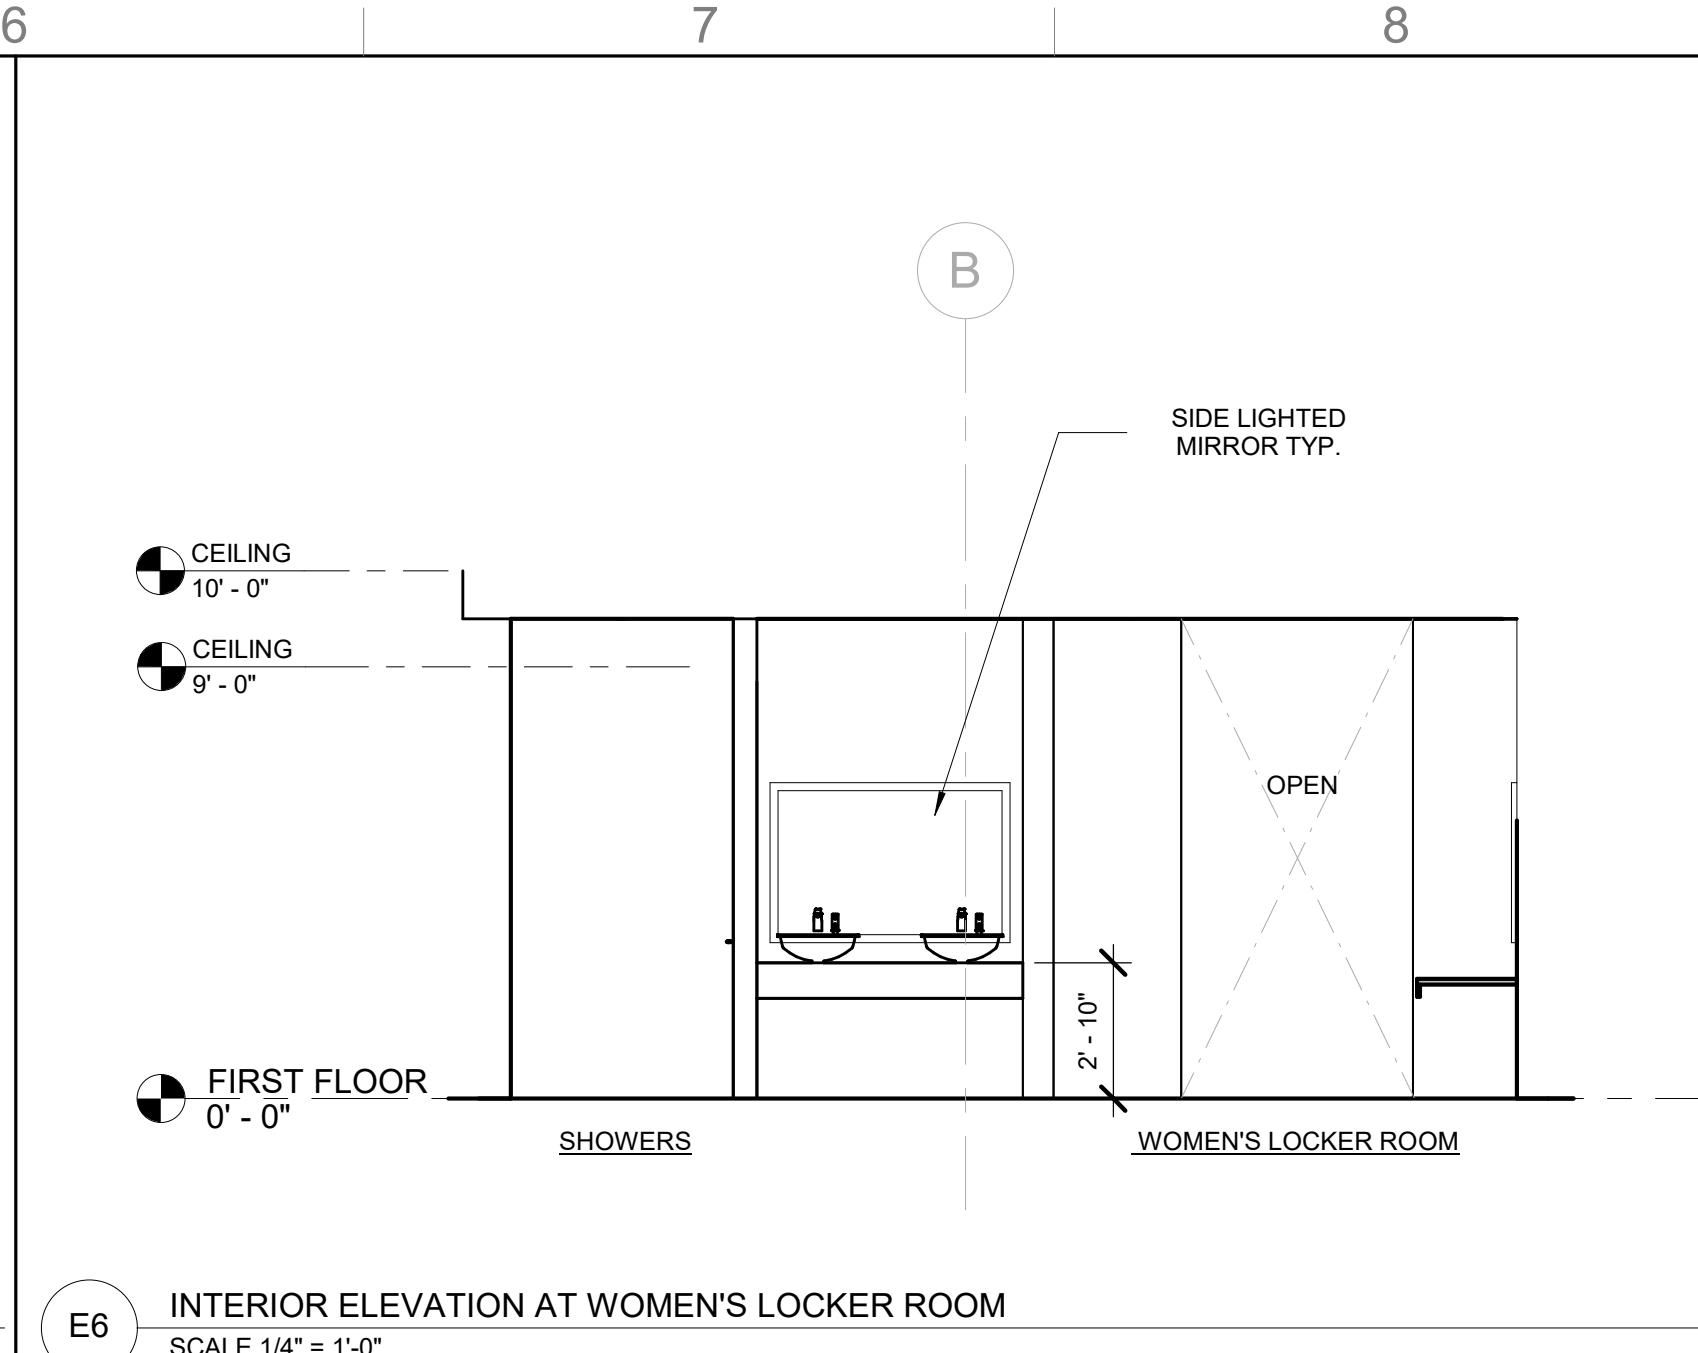 6
7
8
B
SIDE LIGHTED
MIRROR TYP.
CEILING
10' - 0"
CEILING
9' - 0"
OPEN
2' - 10"
FIRST FLOOR
0' - 0"
SHOWERS
WOMEN'S LOCKER ROOM
E6
INTERIOR ELEVATION AT WOMEN'S LOCKER ROOM
SCALE 1/4" = 1'-0"